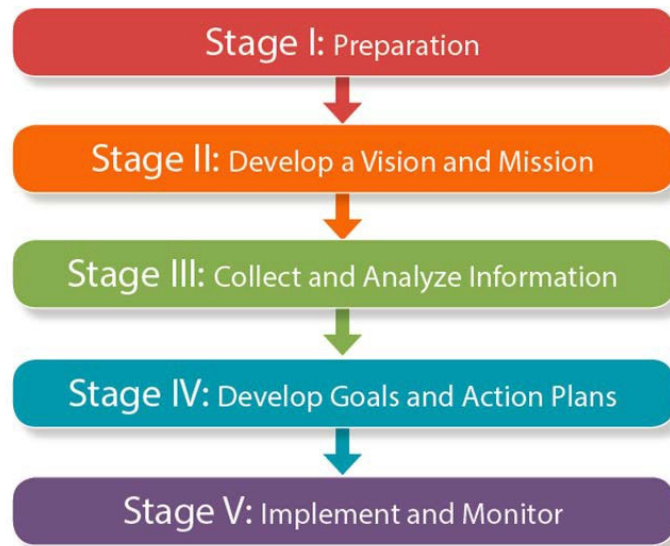 Stage I: Preparation
Stage II: Develop a Vision and Mission
Stage III: Collect and Analyze Information
Stage IV: Develop Goals and Action Plans
Stage V: Implement and Monitor